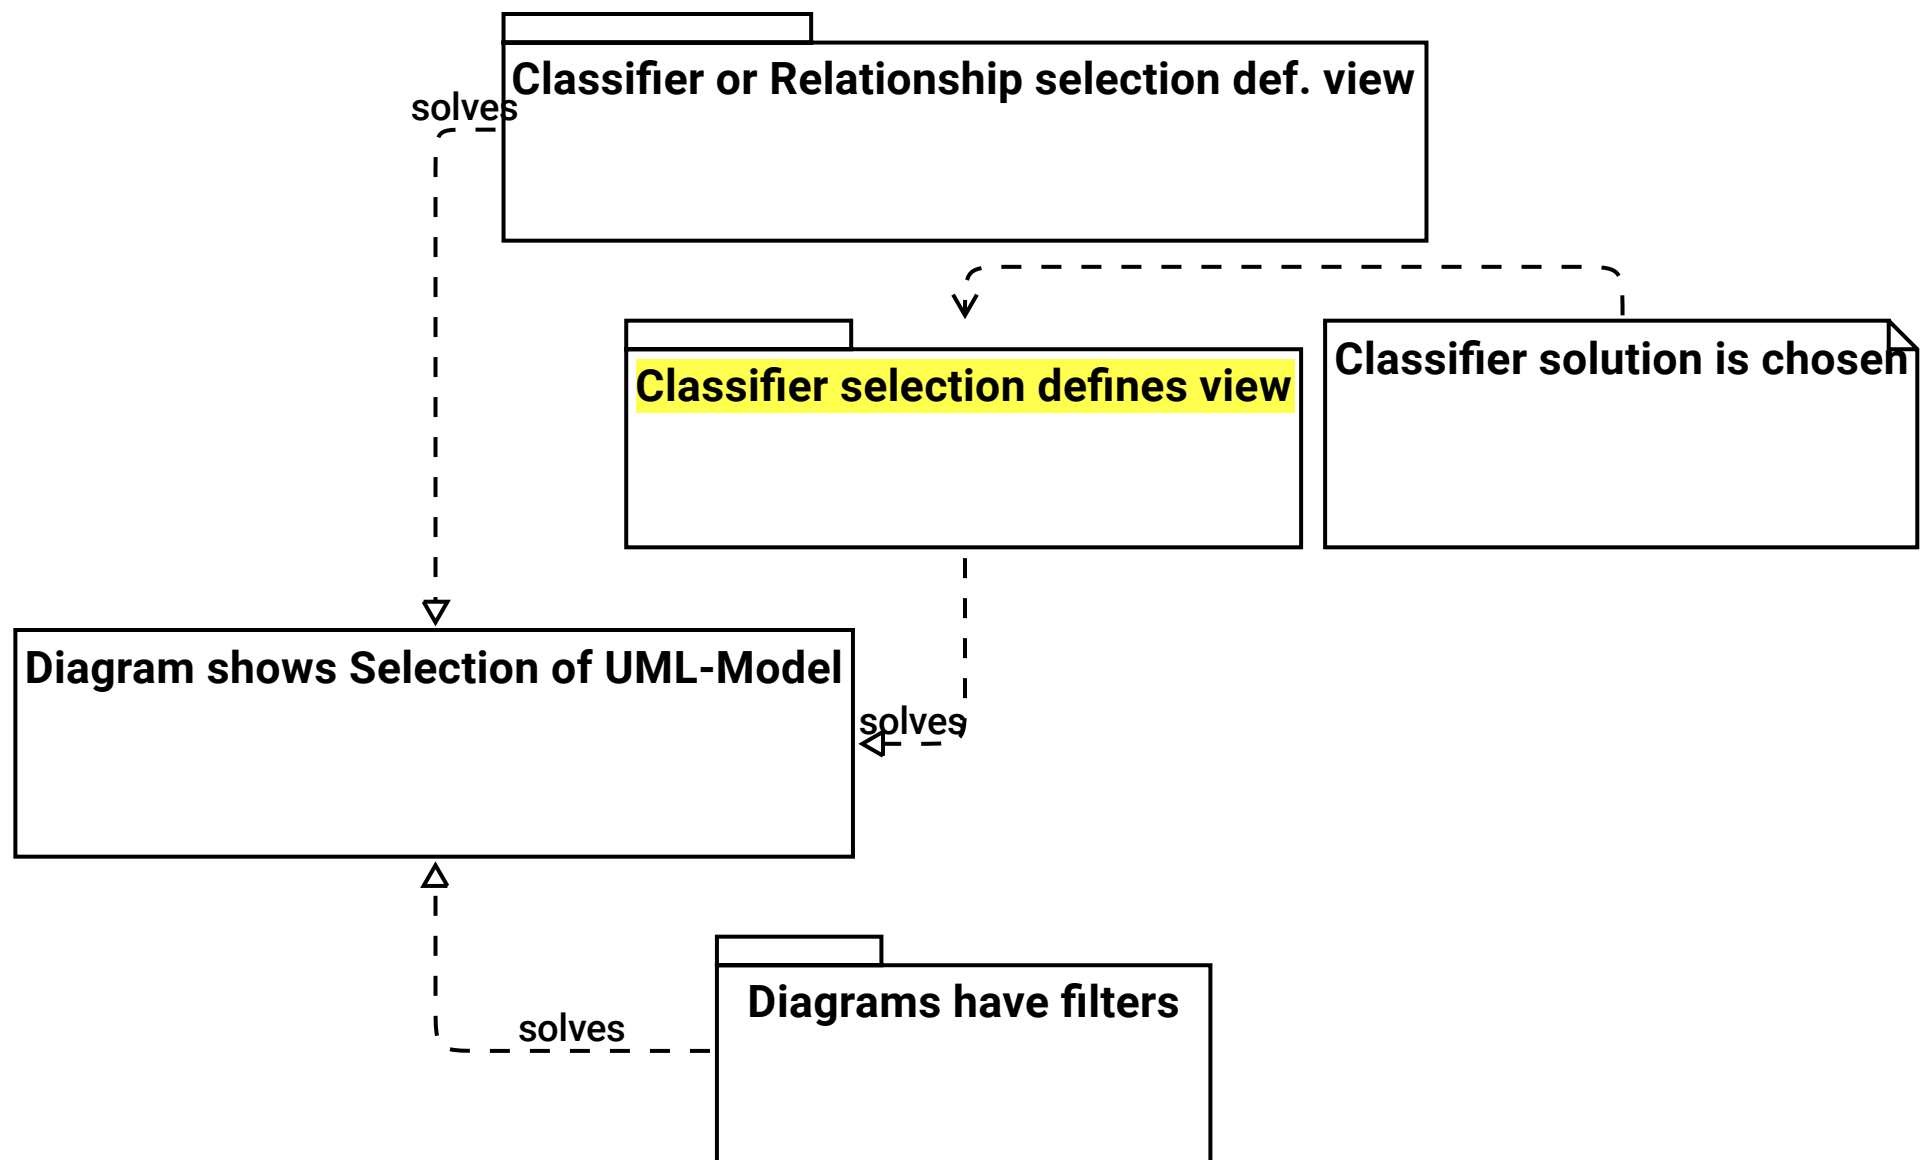 Classifier or Relationship selection def. view
solves
Classifier selection defines view
Classifier solution is chosen
Diagram shows Selection of UML-Model
solves
Diagrams have filters
solves